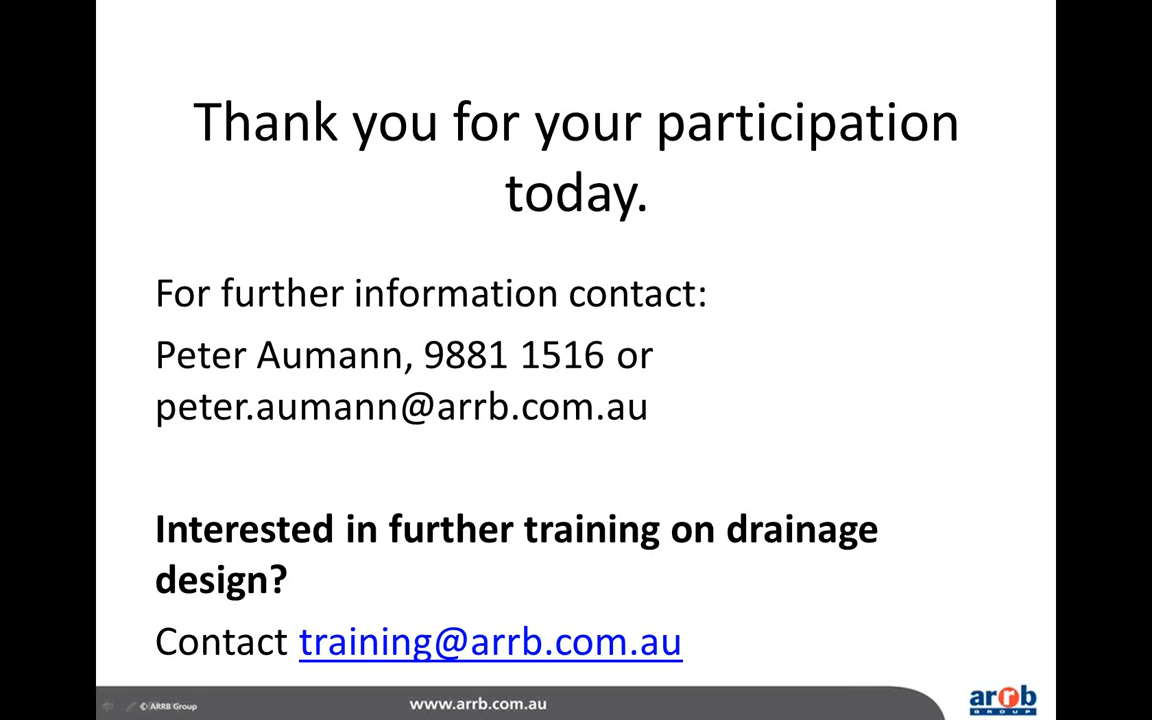 Thank you for your participation
today.
For further information contact:
Peter Aumann, 9881 1516 or
peter.aumann@arrb.com.au
Interested in further training on drainage
design?
Contact training@arrb.com.au
© ARRB Group
www.arrb.com.au
arrb
GROUP